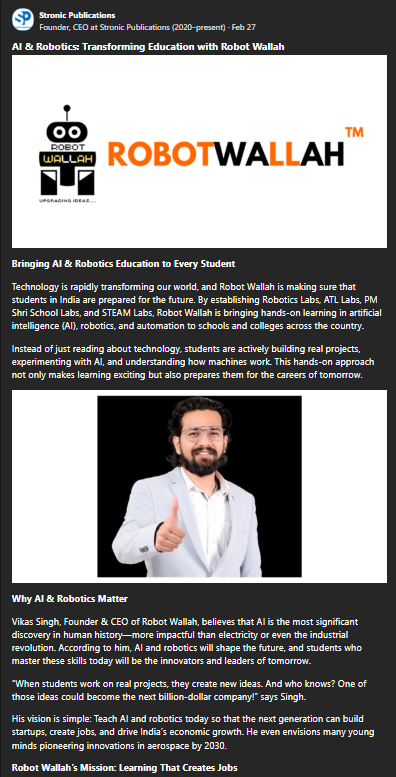 Stronic Publications
Founder, CEO at Stronic Publications (2020–present) · Feb 27
AI & Robotics: Transforming Education with Robot Wallah
ROBOT
WALLAH
UPGRADING IDEAS...
ROBOTWALLAH™
Bringing AI & Robotics Education to Every Student
Technology is rapidly transforming our world, and Robot Wallah is making sure that
students in India are prepared for the future. By establishing Robotics Labs, ATL Labs, PM
Shri School Labs, and STEAM Labs, Robot Wallah is bringing hands-on learning in artificial
intelligence (AI), robotics, and automation to schools and colleges across the country.
Instead of just reading about technology, students are actively building real projects,
experimenting with AI, and understanding how machines work. This hands-on approach
not only makes learning exciting but also prepares them for the careers of tomorrow.
Why AI & Robotics Matter
Vikas Singh, Founder & CEO of Robot Wallah, believes that AI is the most significant
discovery in human history—more impactful than electricity or even the industrial
revolution. According to him, AI and robotics will shape the future, and students who
master these skills today will be the innovators and leaders of tomorrow.
"When students work on real projects, they create new ideas. And who knows? One of
those ideas could become the next billion-dollar company!" says Singh.
His vision is simple: Teach AI and robotics today so that the next generation can build
startups, create jobs, and drive India's economic growth. He even envisions many young
minds pioneering innovations in aerospace by 2030.
Robot Wallah's Mission: Learning That Creates Jobs